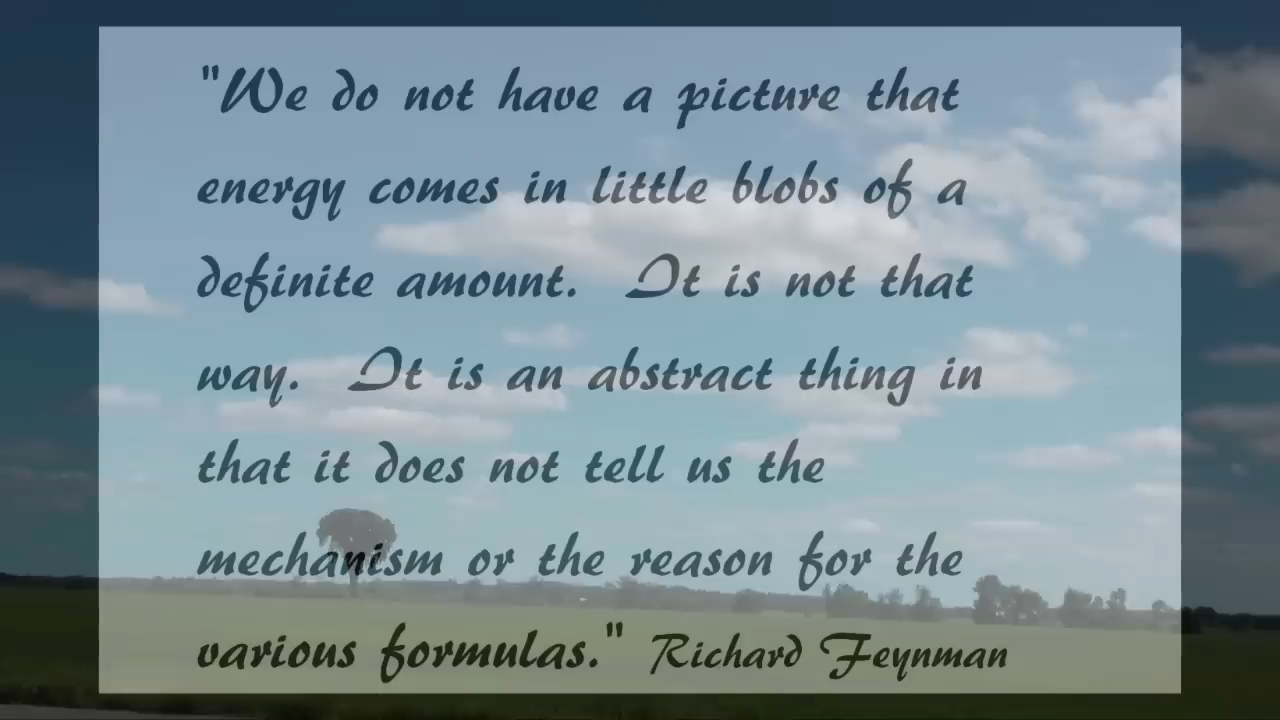 "We do not have a picture that
energy comes in little blobs of a
definite amount.  It is not that
way.  It is an abstract thing in
that it does not tell us the
mechanism or the reason for the
various formulas." Richard Feynman